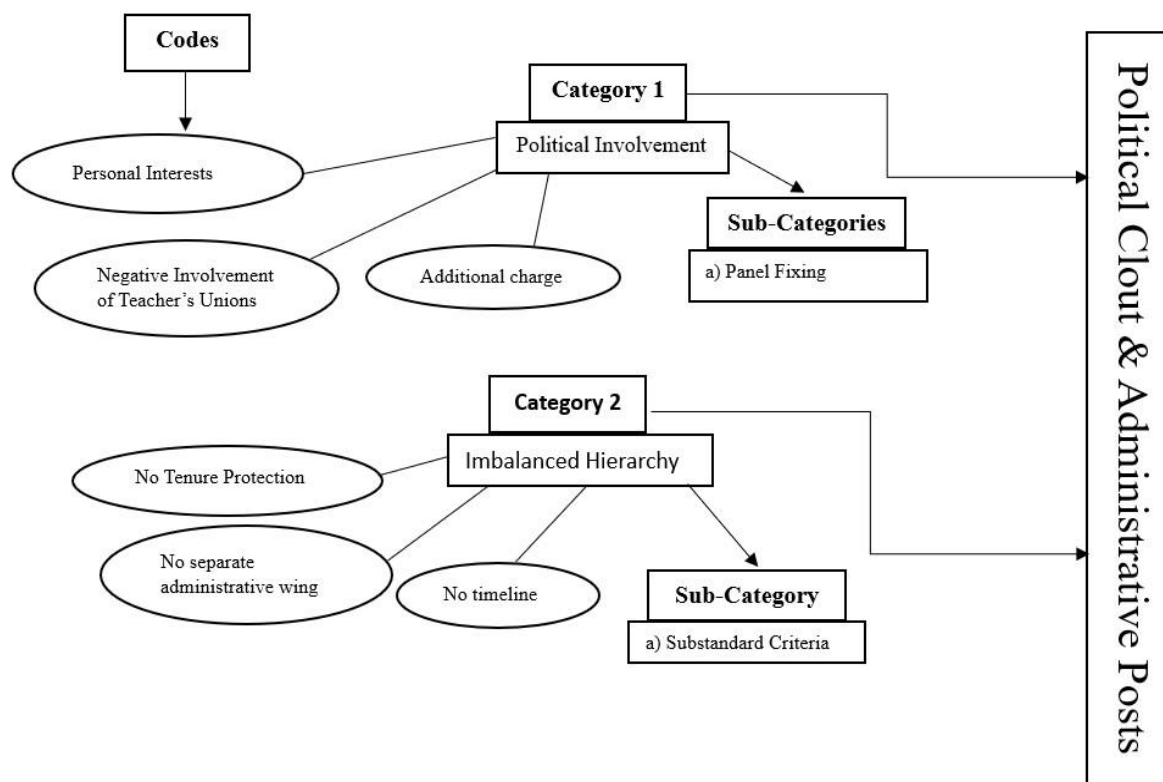 Codes
Category 1
Political Involvement
Personal Interests
Sub-Categories
Negative Involvement
of Teacher’s Unions
Additional charge
a) Panel Fixing
Category 2
Imbalanced Hierarchy
No Tenure Protection
No separate
administrative wing
No timeline
Sub-Category
a) Substandard Criteria
Political Clout & Administrative Posts